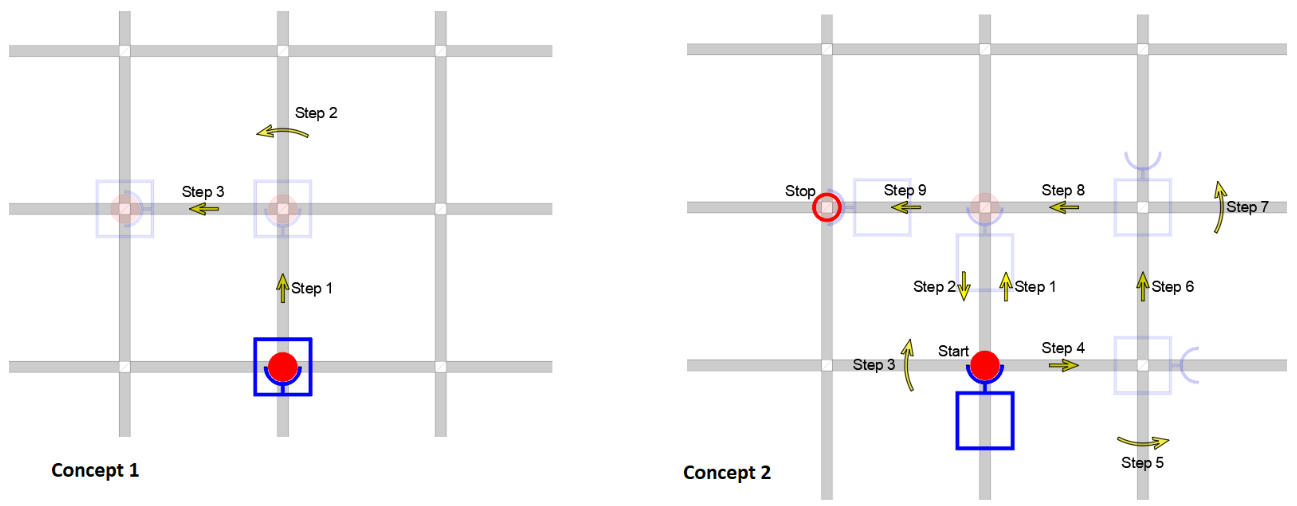 Step 2
Step 3
Step 1
Concept 1
Stop
Step 9
Step 8
Step 7
Step 2
Step 1
Step 6
Step 3
Start
Step 4
Step 5
Concept 2